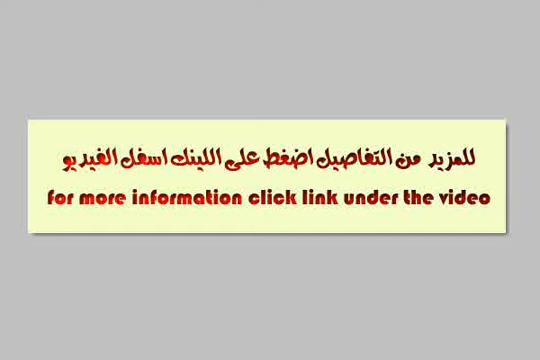 للمزيد من التفاصيل اضغط على اللينك اسفل الفيديو
for more information click link under the video